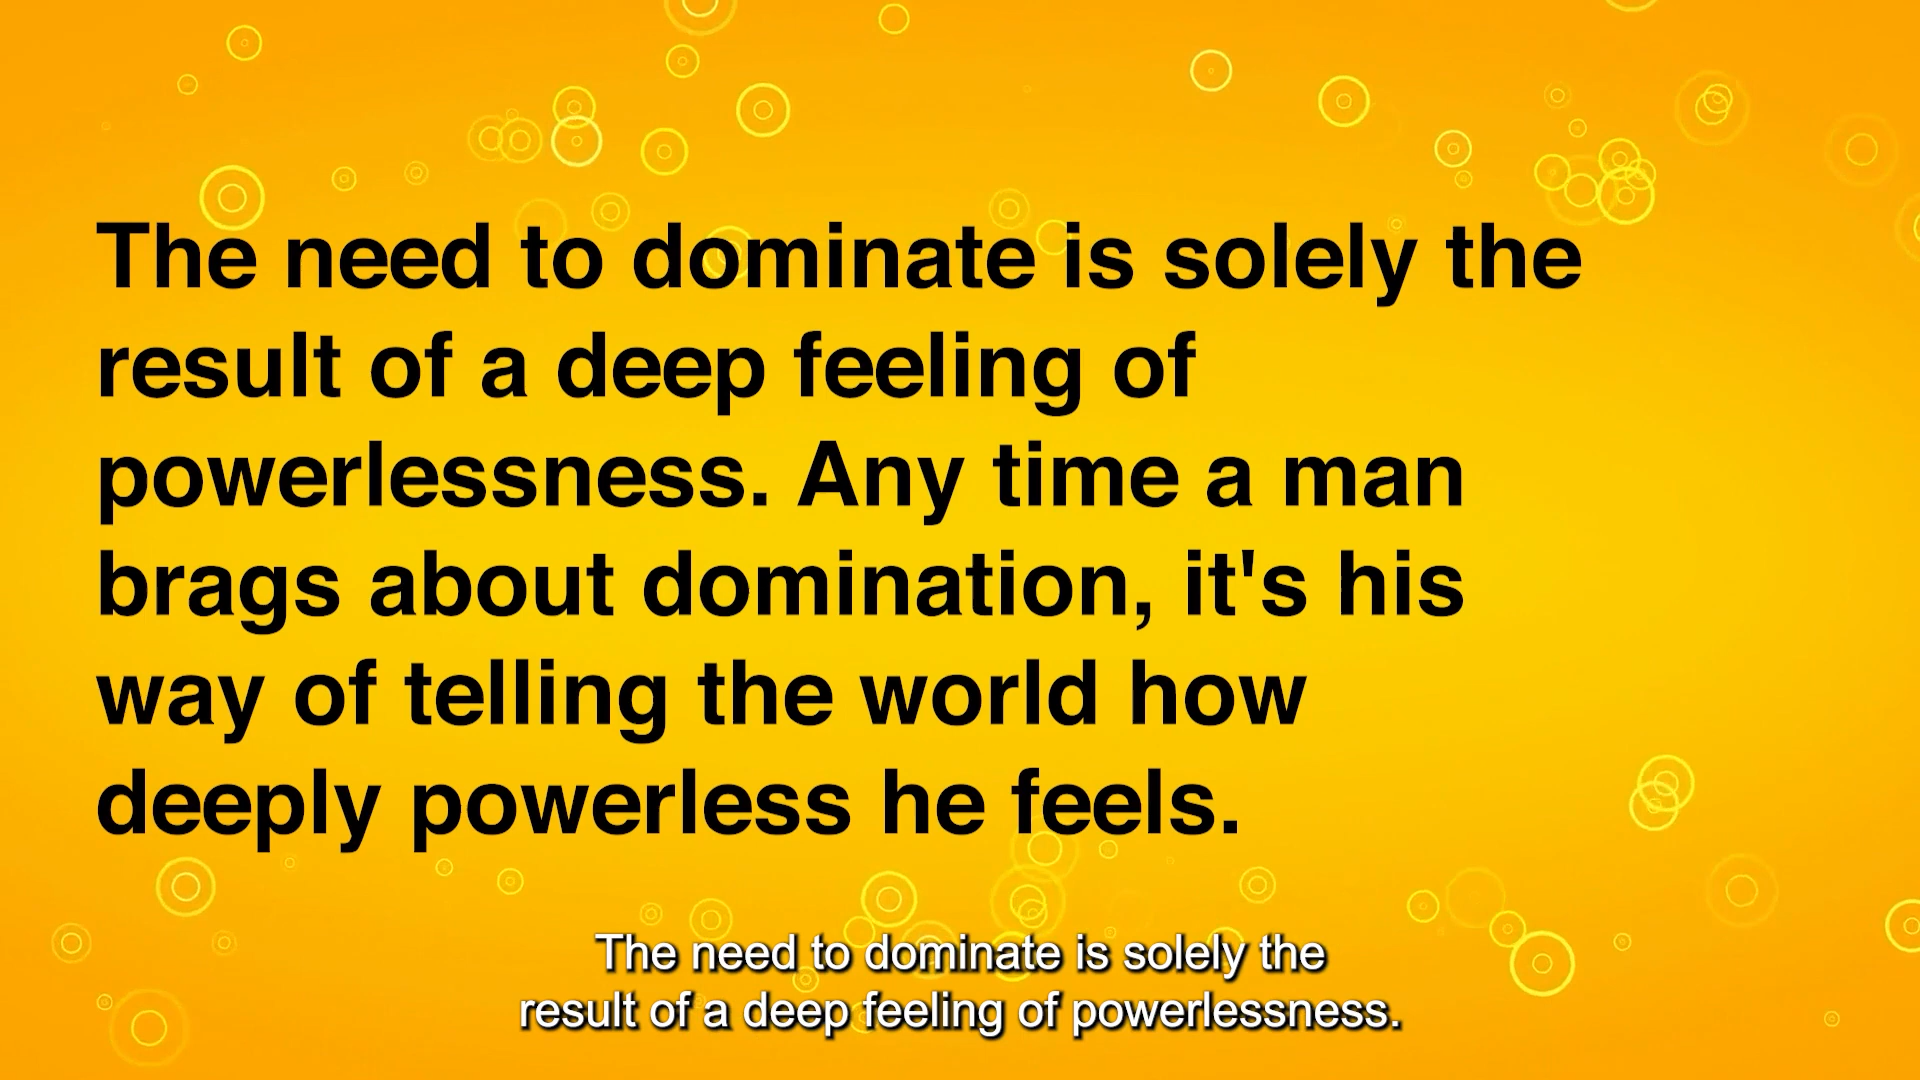 The need to dominate is solely the
result of a deep feeling of
powerlessness. Any time a man
brags about domination, it's his
way of telling the world how
deeply powerless he feels.
The need to dominate is solely the
result of a deep feeling of powerlessness.